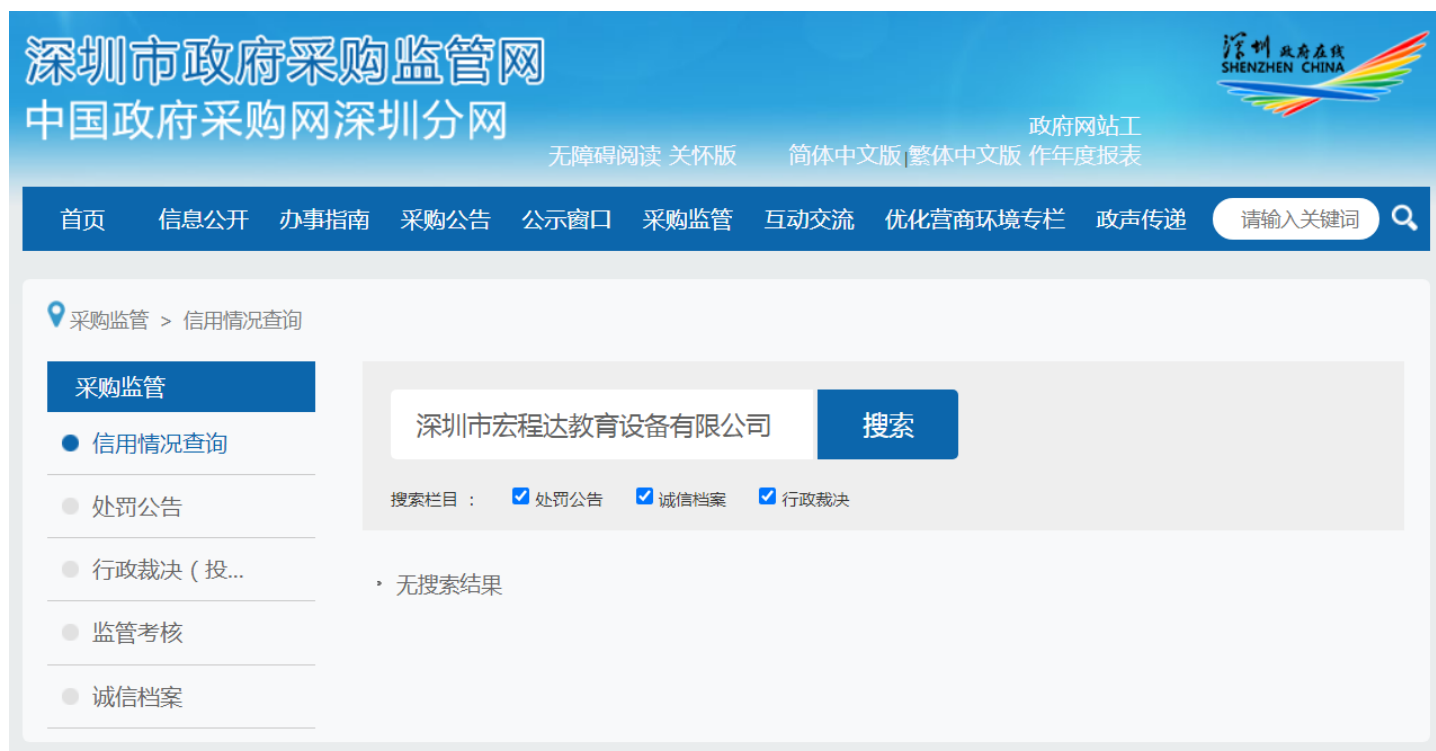 深圳市政府采购监管网
中国政府采购网深圳分网
深圳 政府在线
SHENZHEN CHINA
无障碍阅读 关怀版 简体中文版|繁体中文版 政府网站工作年度报表
首页 信息公开 办事指南 采购公告 公示窗口 采购监管 互动交流 优化营商环境专栏 政声传递 请输入关键词
采购监管 > 信用情况查询
采购监管
信用情况查询
处罚公告
行政裁决（投...
监管考核
诚信档案
深圳市宏程达教育设备有限公司 搜索
搜索栏目 : 处罚公告 诚信档案 行政裁决
无搜索结果